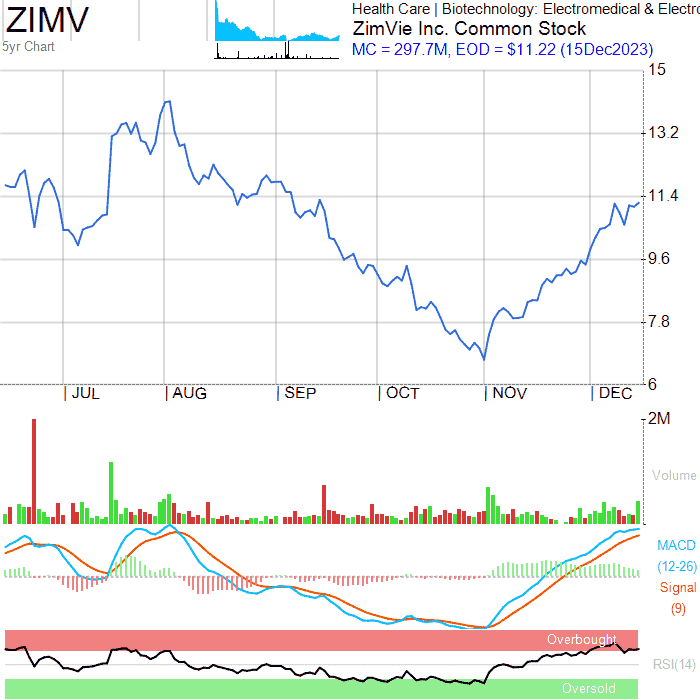 ZIMV
5yr Chart
Health Care | Biotechnology: Electromedical & Electro
ZimVie Inc. Common Stock
MC = 297.7M, EOD = $11.22 (15Dec2023)
15
13.2
11.4
9.6
7.8
6
| JUL | AUG | SEP | OCT | NOV | DEC
2M
Volume
MACD
(12-26)
Signal
(9)
Overbought
RSI(14)
Oversold